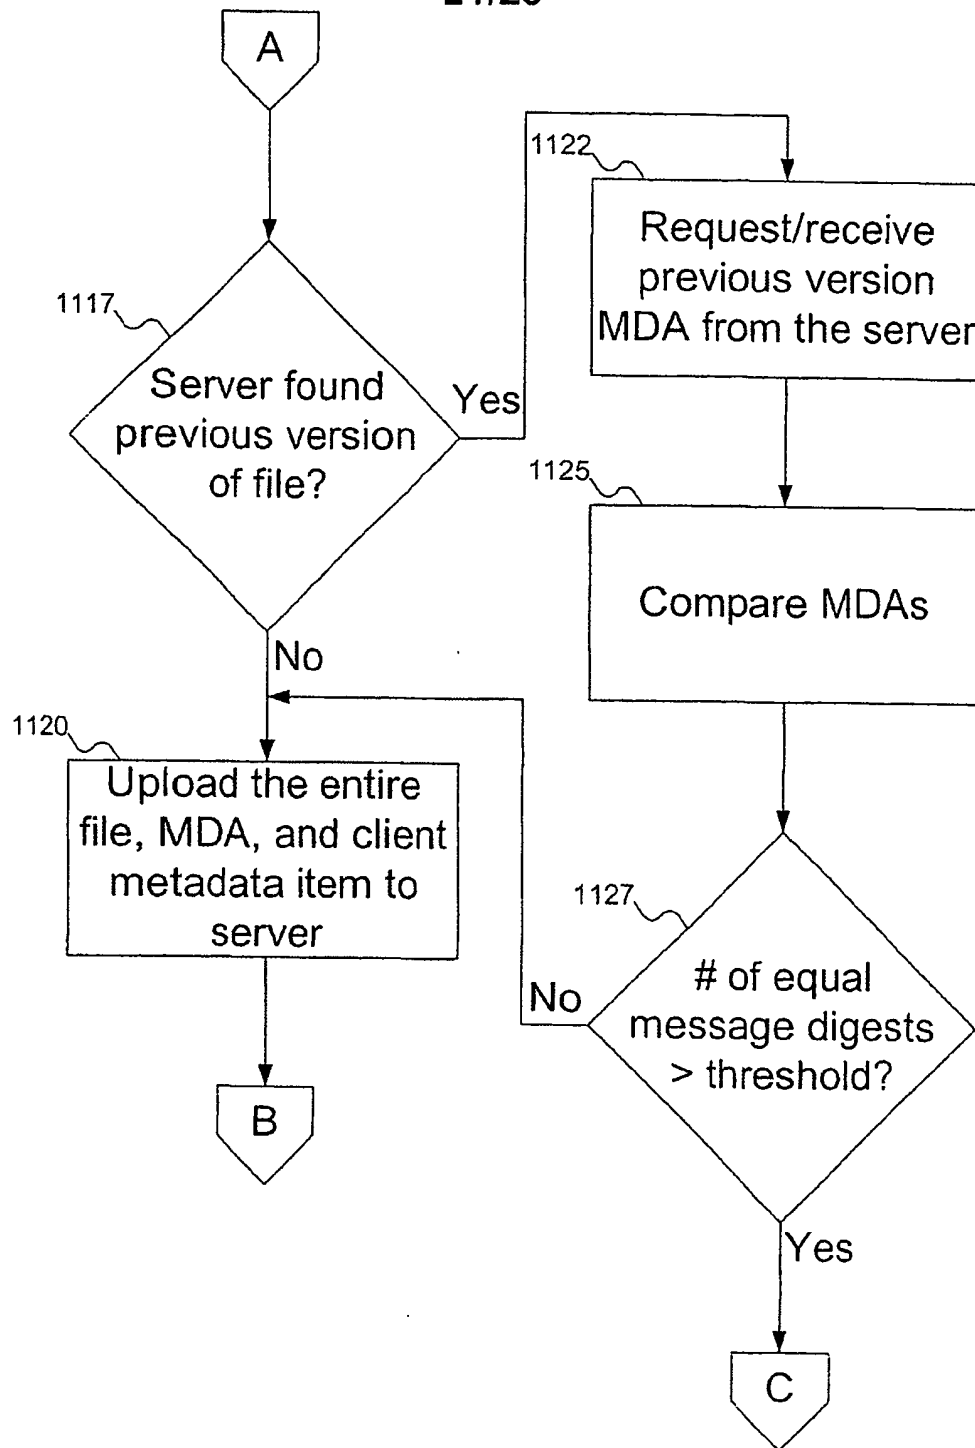 A
1122
Request/receive
previous version
MDA from the server
1117
Server found
previous version
of file?
Yes
1125
Compare MDAs
No
1120
Upload the entire
file, MDA, and client
metadata item to
server
1127
# of equal
message digests
> threshold?
No
B
Yes
C